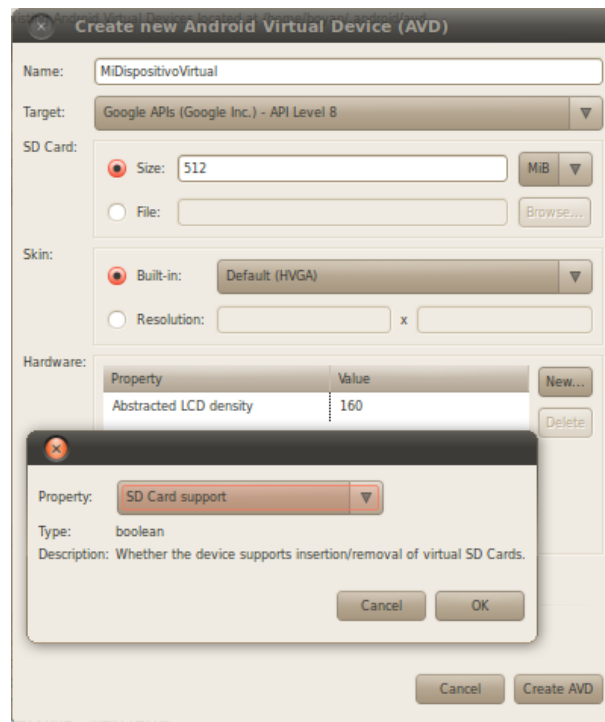 Create new Android Virtual Device (AVD)
Name: MiDispositivoVirtual
Target: Google APIs (Google Inc.) - API Level 8
SD Card:
Size: 512 MiB
File: Browse...
Skin:
Built-in: Default (HVGA)
Resolution: x
Hardware:
Property Value New...
Abstracted LCD density 160
Delete
Property: SD Card support
Type: boolean
Description: Whether the device supports insertion/removal of virtual SD Cards.
Cancel OK
Cancel Create AVD